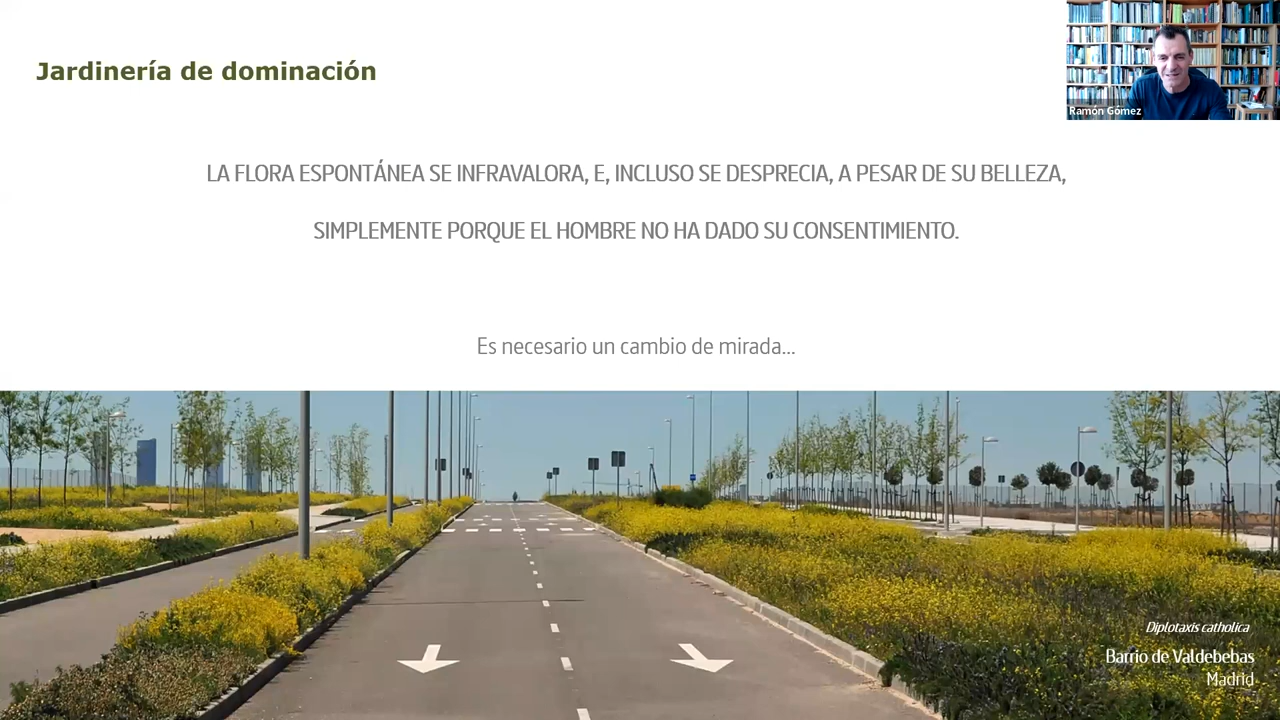 Jardinería de dominación
Ramón Gómez
LA FLORA ESPONTÁNEA SE INFRAVALORA, E, INCLUSO SE DESPRECIA, A PESAR DE SU BELLEZA,
SIMPLEMENTE PORQUE EL HOMBRE NO HA DADO SU CONSENTIMIENTO.
Es necesario un cambio de mirada...
Diplotaxis catholica
Barrio de Valdebebas
Madrid